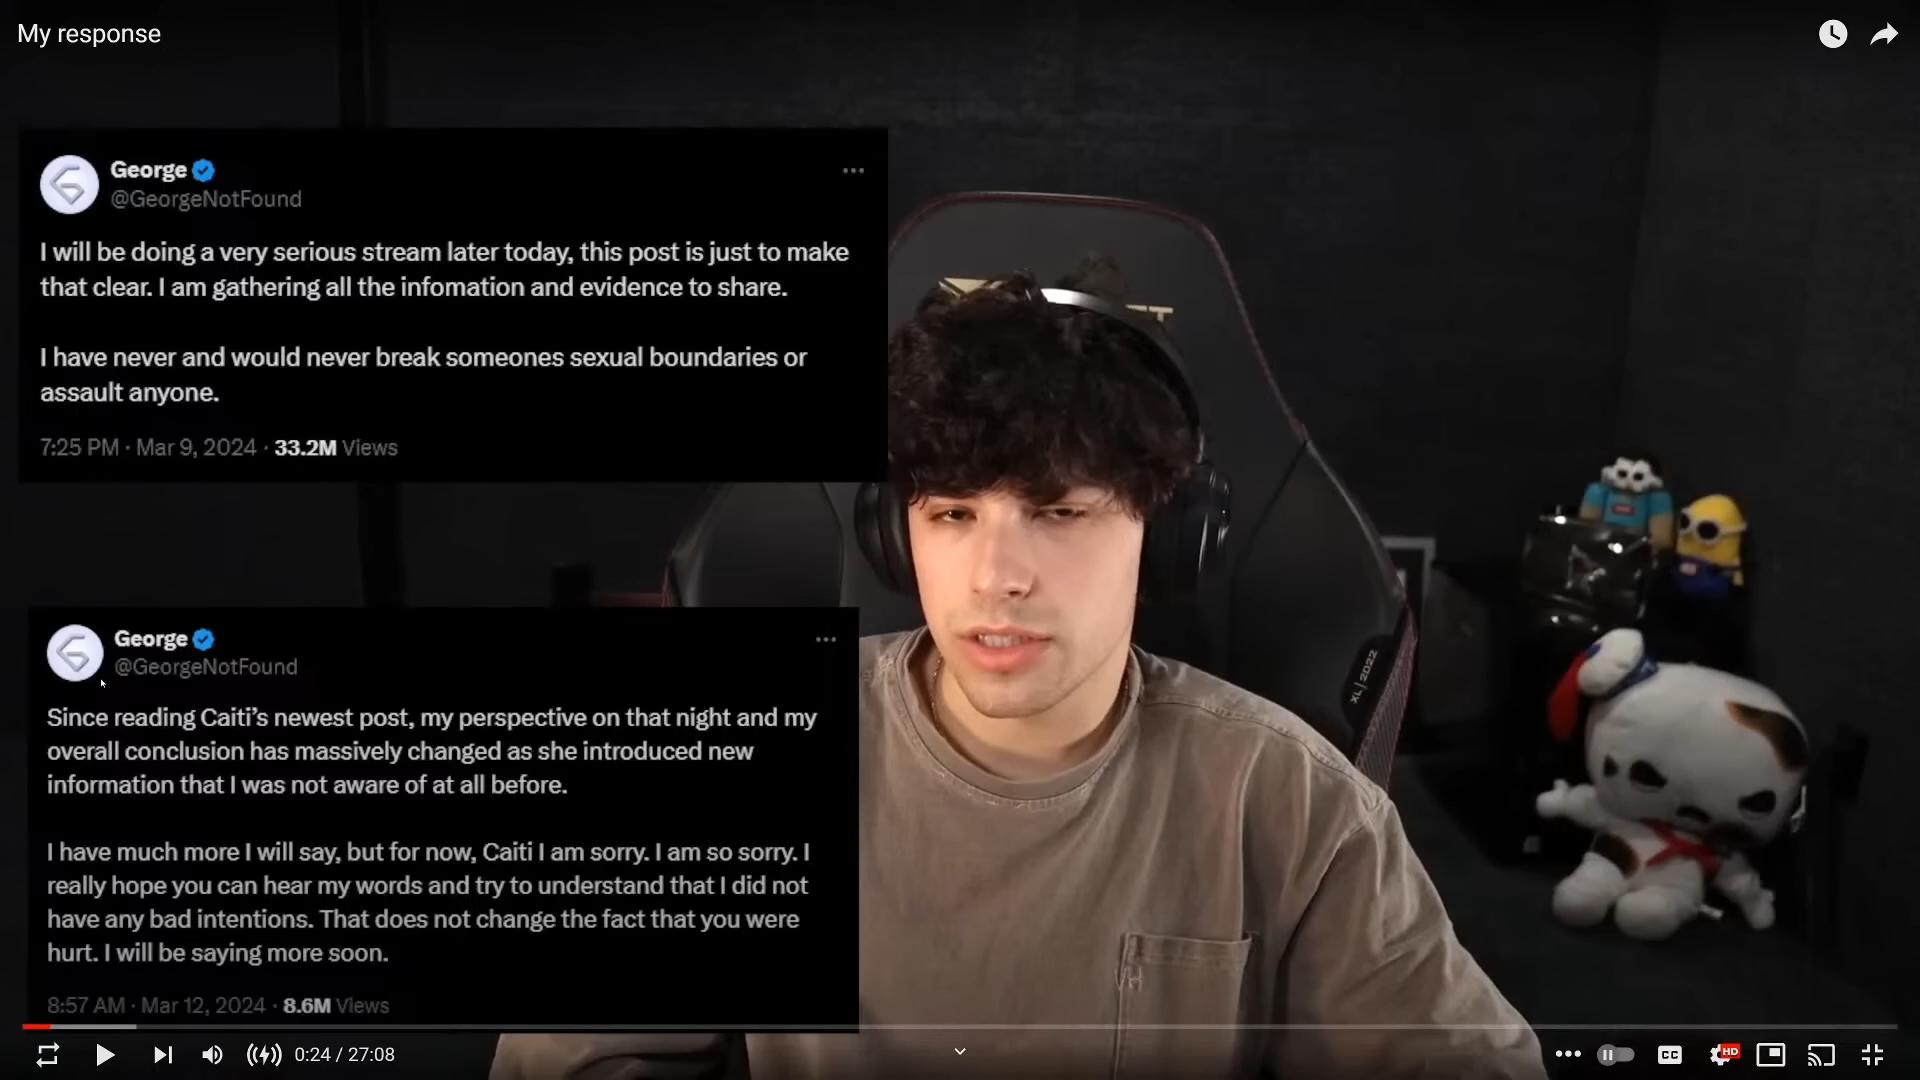 My response
George
@GeorgeNotFound
I will be doing a very serious stream later today, this post is just to make
that clear. I am gathering all the infomation and evidence to share.
I have never and would never break someones sexual boundaries or
assault anyone.
7:25 PM · Mar 9, 2024 · 33.2M Views
George
@GeorgeNotFound
Since reading Caiti’s newest post, my perspective on that night and my
overall conclusion has massively changed as she introduced new
information that I was not aware of at all before.
I have much more I will say, but for now, Caiti I am sorry. I am so sorry. I
really hope you can hear my words and try to understand that I did not
have any bad intentions. That does not change the fact that you were
hurt. I will be saying more soon.
8:57 AM · Mar 12, 2024 · 8.6M Views
XL | 2022
VH
0:24 / 27:08
CC
HD